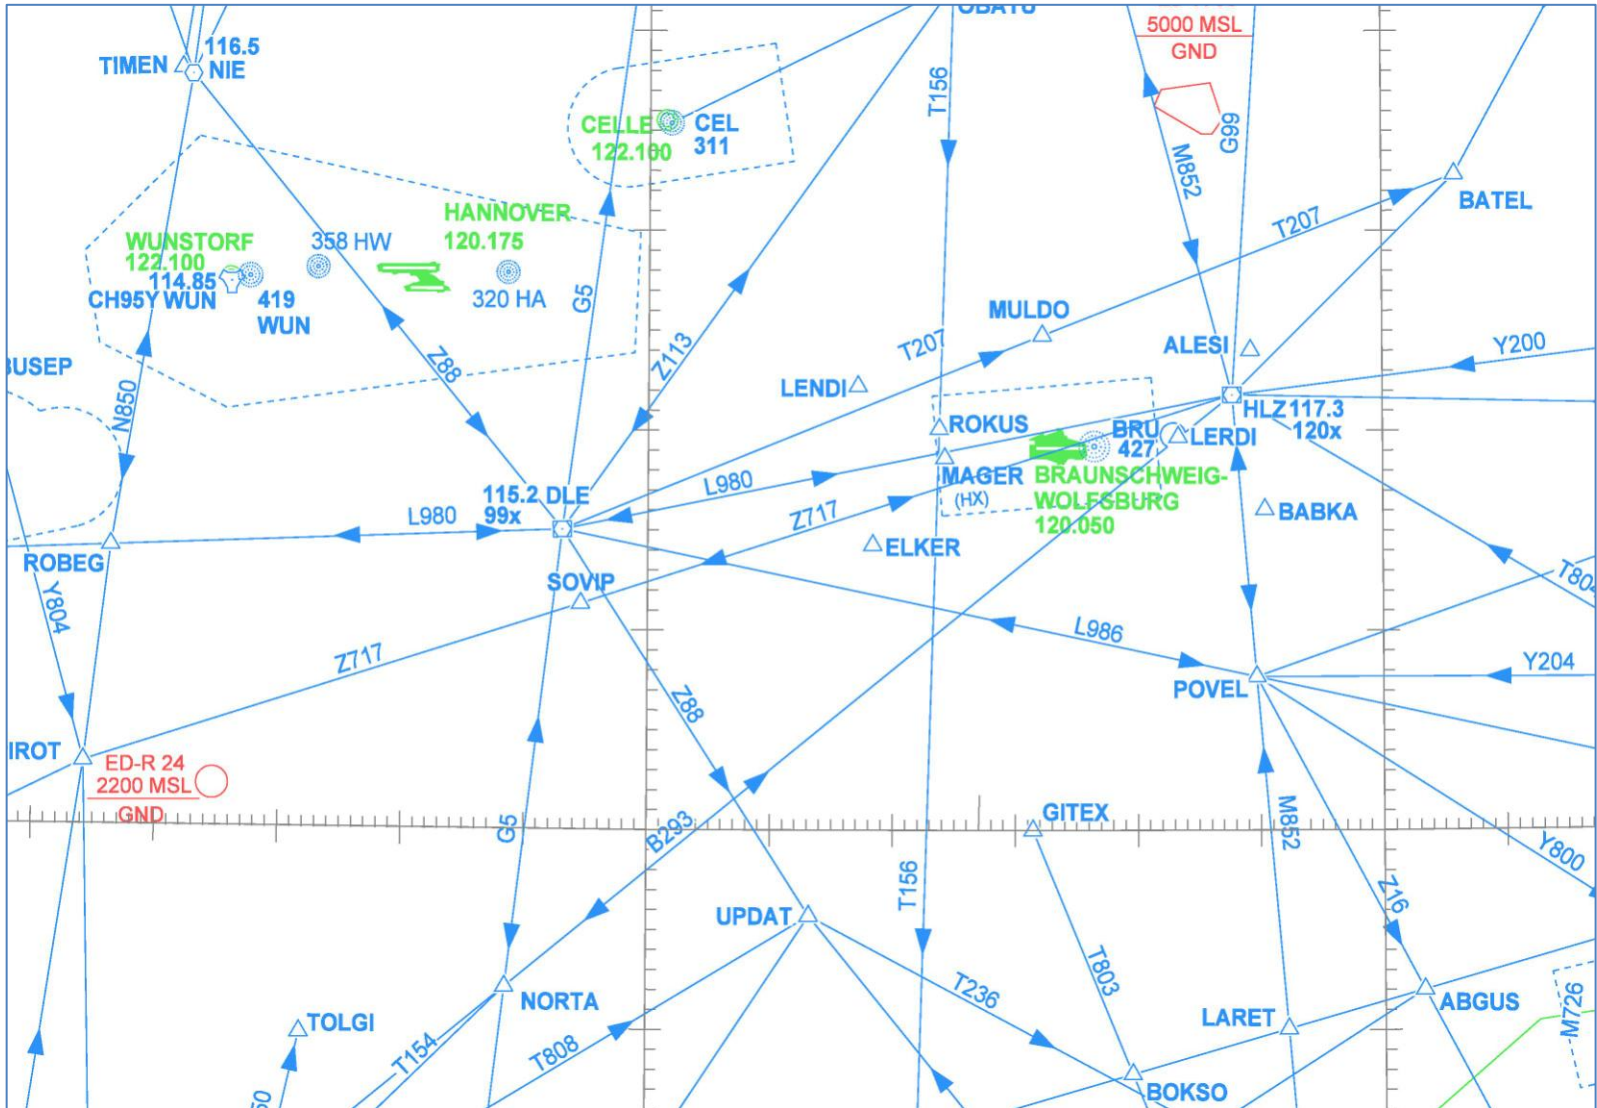 OBATU
5000 MSL
GND
116.5
TIMEN
NIE
T156
CELLE
CEL
122.100
311
G99
M852
BATEL
HANNOVER
120.175
WUNSTORF
122.100
358 HW
T207
114.85
CH95Y WUN
419
WUN
320 HA
G5
MULDO
Z88
Z113
T207
ALESI
Y200
BUSEP
LENDI
N850
HLZ 117.3
120x
ROKUS
BRU
427
LERDI
MAGER
(HX)
BRAUNSCHWEIG-
WOLFSBURG
120.050
115.2 DLE
99x
L980
L980
Z717
BABKA
ROBEG
ELKER
SOVIP
T804
Y804
L986
Z717
Y204
POVEL
Z88
IROT
ED-R 24
2200 MSL
GND
GITEX
G5
B293
M852
Y800
T156
Z16
UPDAT
T803
T236
NORTA
ABGUS
LARET
M726
TOLGI
T154
T808
BOKSO
50